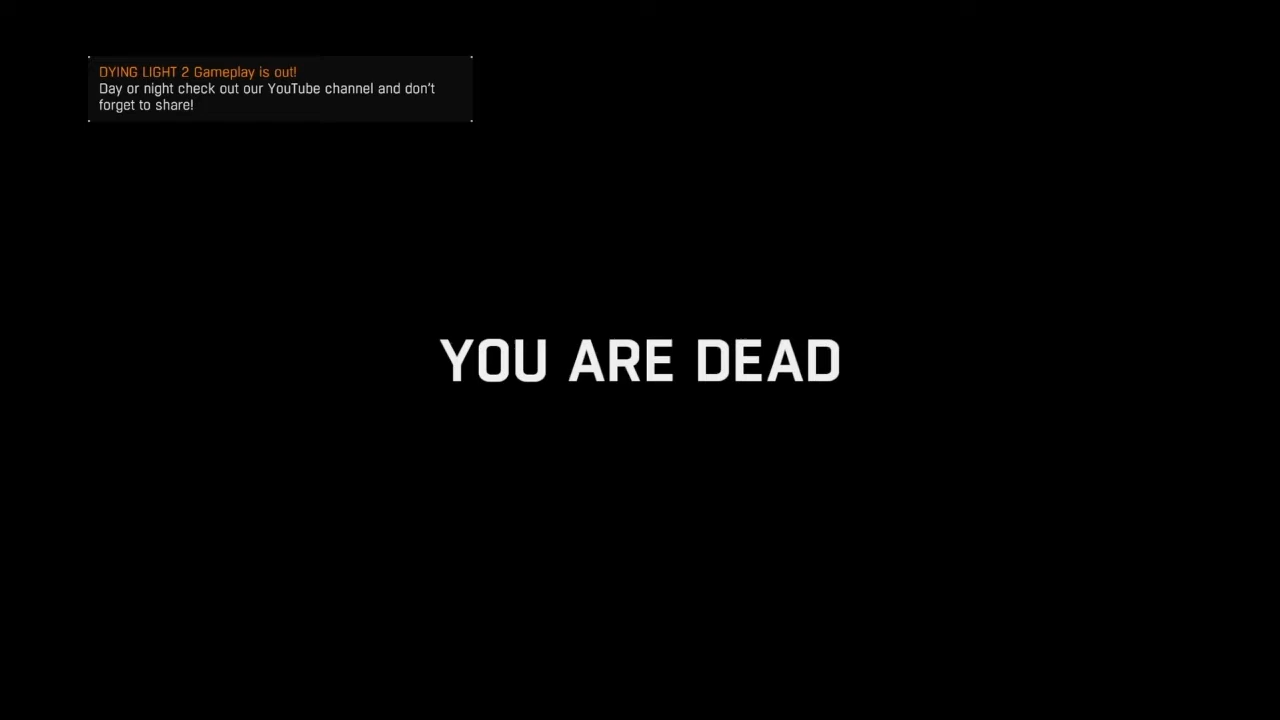 DYING LIGHT 2 Gameplay is out!
Day or night check out our YouTube channel and don't
forget to share!
YOU ARE DEAD